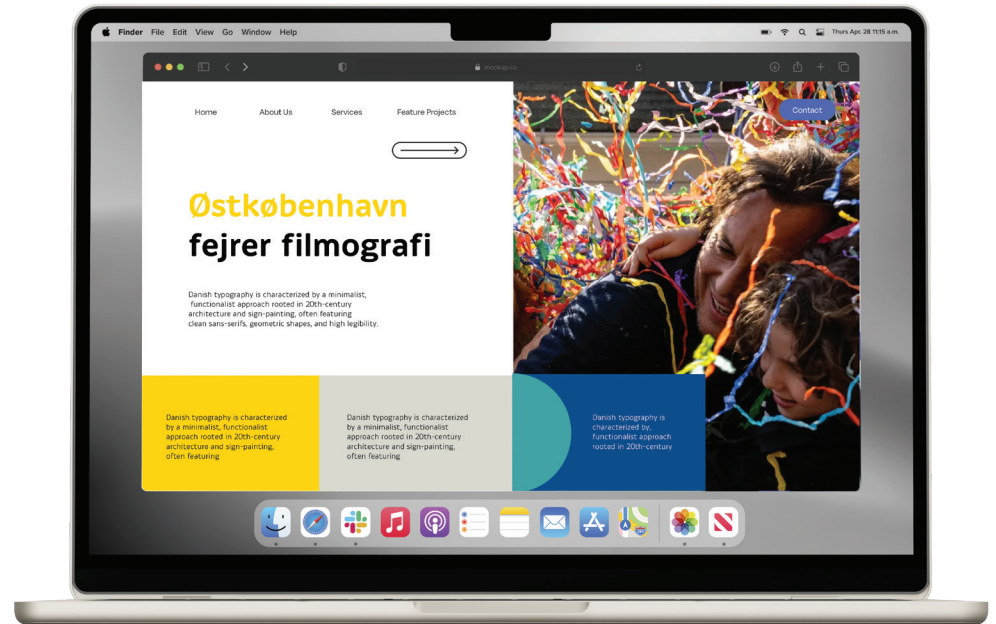 Finder File Edit View Go Window Help
Thurs Apr. 28 11:15 a.m.
mockup.co
Home About Us Services Feature Projects
Contact
Østkøbenhavn
fejrer filmografi
Danish typography is characterized by a minimalist,
functionalist approach rooted in 20th-century
architecture and sign-painting, often featuring
clean sans-serifs, geometric shapes, and high legibility.
Danish typography is characterized
by a minimalist, functionalist
approach rooted in 20th-century
architecture and sign-painting,
often featuring
Danish typography is characterized
by a minimalist, functionalist
approach rooted in 20th-century
architecture and sign-painting,
often featuring
Danish typography is
characterized by,
functionalist approach
rooted in 20th-century